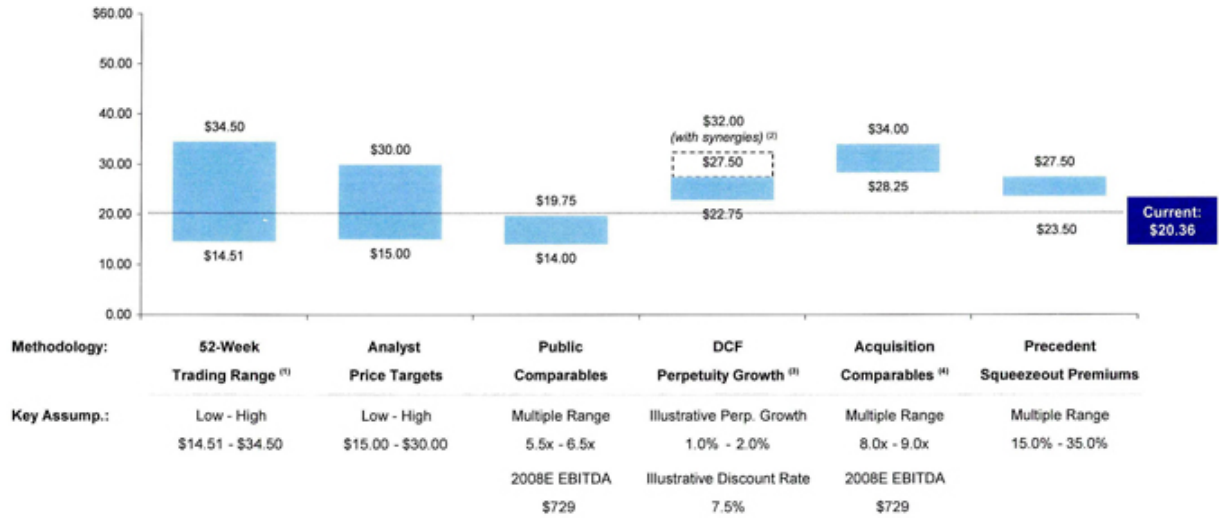 $60.00
50.00
40.00
30.00
20.00
10.00
0.00
$34.50
$14.51
$30.00
$15.00
$19.75
$14.00
$32.00
(with synergies) (2)
$27.50
$22.75
$34.00
$28.25
$27.50
$23.50
Current:
$20.36
Methodology: 52-Week Analyst Public DCF Acquisition Precedent
Trading Range (1) Price Targets Comparables Perpetuity Growth (3) Comparables (4) Squeezeout Premiums
Key Assump.: Low - High Low - High Multiple Range Illustrative Perp. Growth Multiple Range Multiple Range
$14.51 - $34.50 $15.00 - $30.00 5.5x - 6.5x 1.0% - 2.0% 8.0x - 9.0x 15.0% - 35.0%
2008E EBITDA Illustrative Discount Rate 2008E EBITDA
$729 7.5% $729